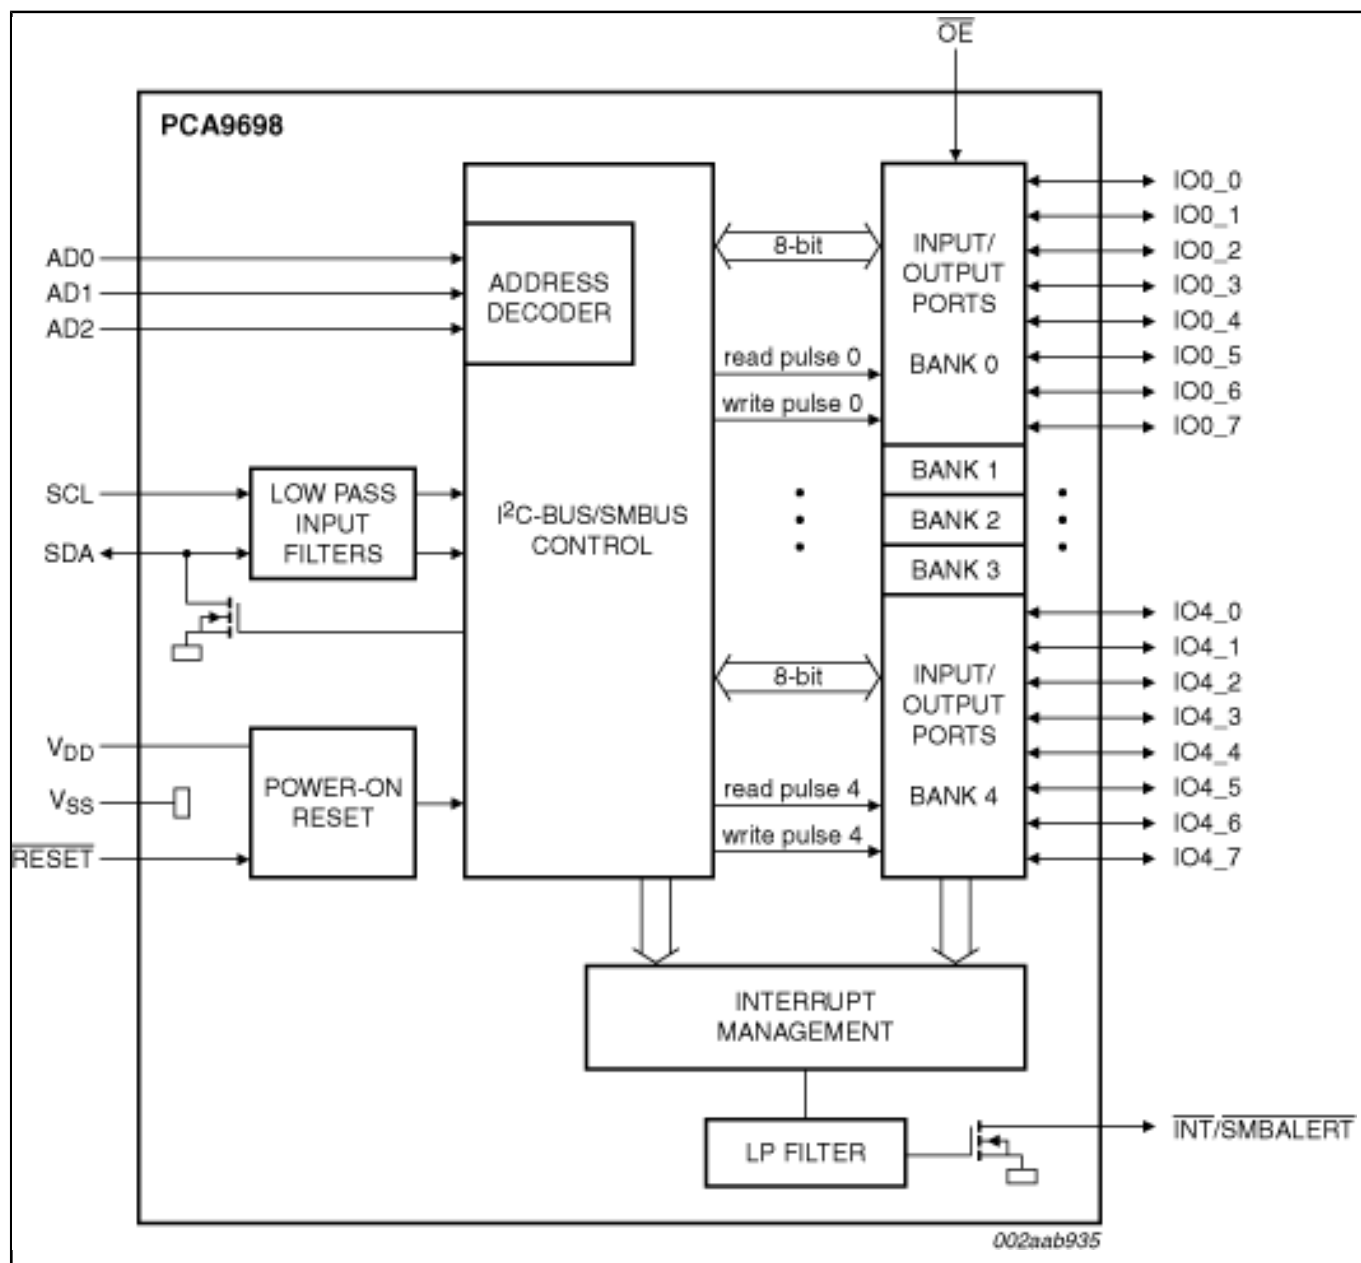 OE
PCA9698
AD0
AD1
AD2
ADDRESS
DECODER
8-bit
INPUT/
OUTPUT
PORTS
BANK 0
read pulse 0
write pulse 0
IO0_0
IO0_1
IO0_2
IO0_3
IO0_4
IO0_5
IO0_6
IO0_7
SCL
SDA
LOW PASS
INPUT
FILTERS
I²C-BUS/SMBUS
CONTROL
BANK 1
BANK 2
BANK 3
8-bit
INPUT/
OUTPUT
PORTS
BANK 4
read pulse 4
write pulse 4
IO4_0
IO4_1
IO4_2
IO4_3
IO4_4
IO4_5
IO4_6
IO4_7
VDD
VSS
RESET
POWER-ON
RESET
INTERRUPT
MANAGEMENT
LP FILTER
INT/SMBALERT
002aab935